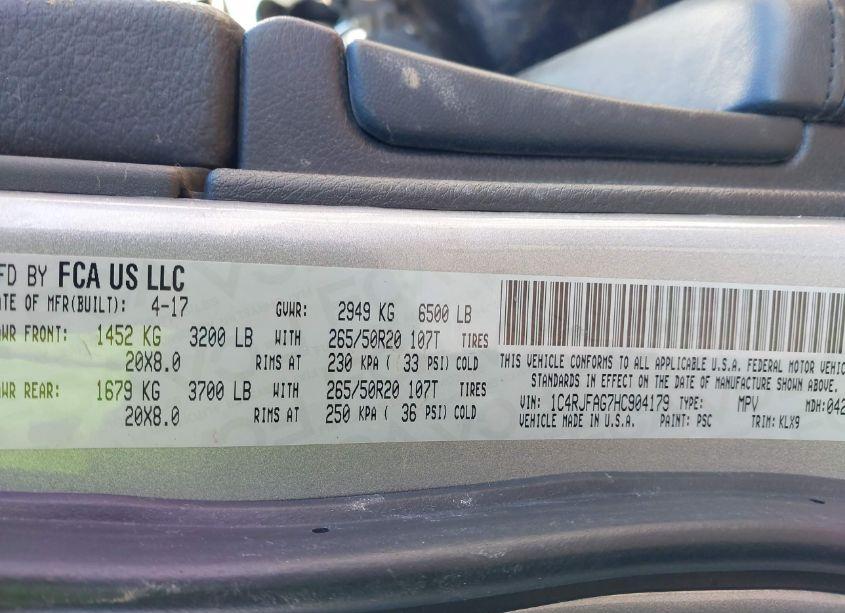 FD BY FCA US LLC
ATE OF MFR(BUILT): 4-17 GVWR: 2949 KG 6500 LB
AWR FRONT: 1452 KG 3200 LB WITH 265/50R20 107T TIRES
20X8.0 RIMS AT 230 KPA ( 33 PSI) COLD
AWR REAR: 1679 KG 3700 LB WITH 265/50R20 107T TIRES
20X8.0 RIMS AT 250 KPA ( 36 PSI) COLD
THIS VEHICLE CONFORMS TO ALL APPLICABLE U.S.A. FEDERAL MOTOR VEHIC
STANDARDS IN EFFECT ON THE DATE OF MANUFACTURE SHOWN ABOVE.
VIN: 1C4RJFAG7HC904179 TYPE: MPV MDH:042
VEHICLE MADE IN U.S.A. PAINT: PSC TRIM: KLX9